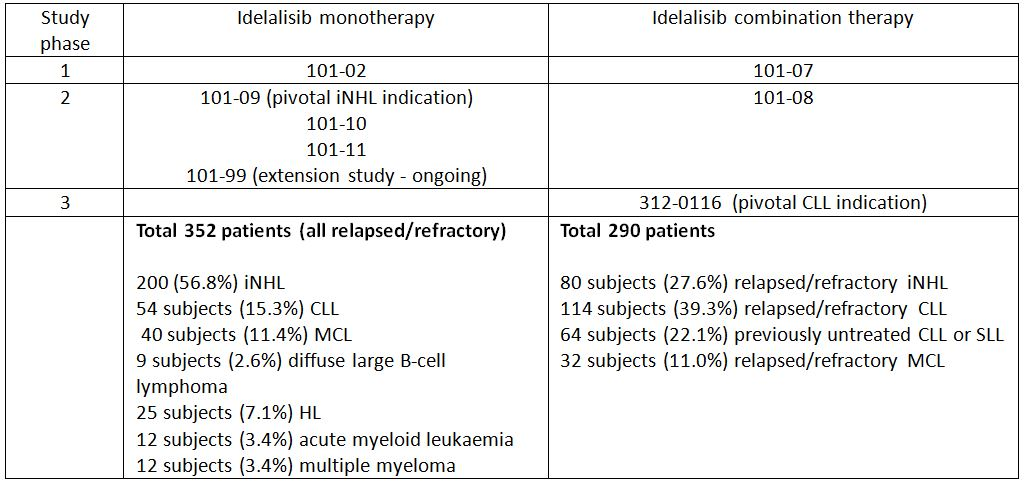 Study phase
Idelalisib monotherapy
Idelalisib combination therapy
1
101-02
101-07
2
101-09 (pivotal iNHL indication)
101-10
101-11
101-99 (extension study - ongoing)
101-08
3
312-0116 (pivotal CLL indication)
Total 352 patients (all relapsed/refractory)
200 (56.8%) iNHL
54 subjects (15.3%) CLL
40 subjects (11.4%) MCL
9 subjects (2.6%) diffuse large B-cell
lymphoma
25 subjects (7.1%) HL
12 subjects (3.4%) acute myeloid leukaemia
12 subjects (3.4%) multiple myeloma
Total 290 patients
80 subjects (27.6%) relapsed/refractory iNHL
114 subjects (39.3%) relapsed/refractory CLL
64 subjects (22.1%) previously untreated CLL or SLL
32 subjects (11.0%) relapsed/refractory MCL